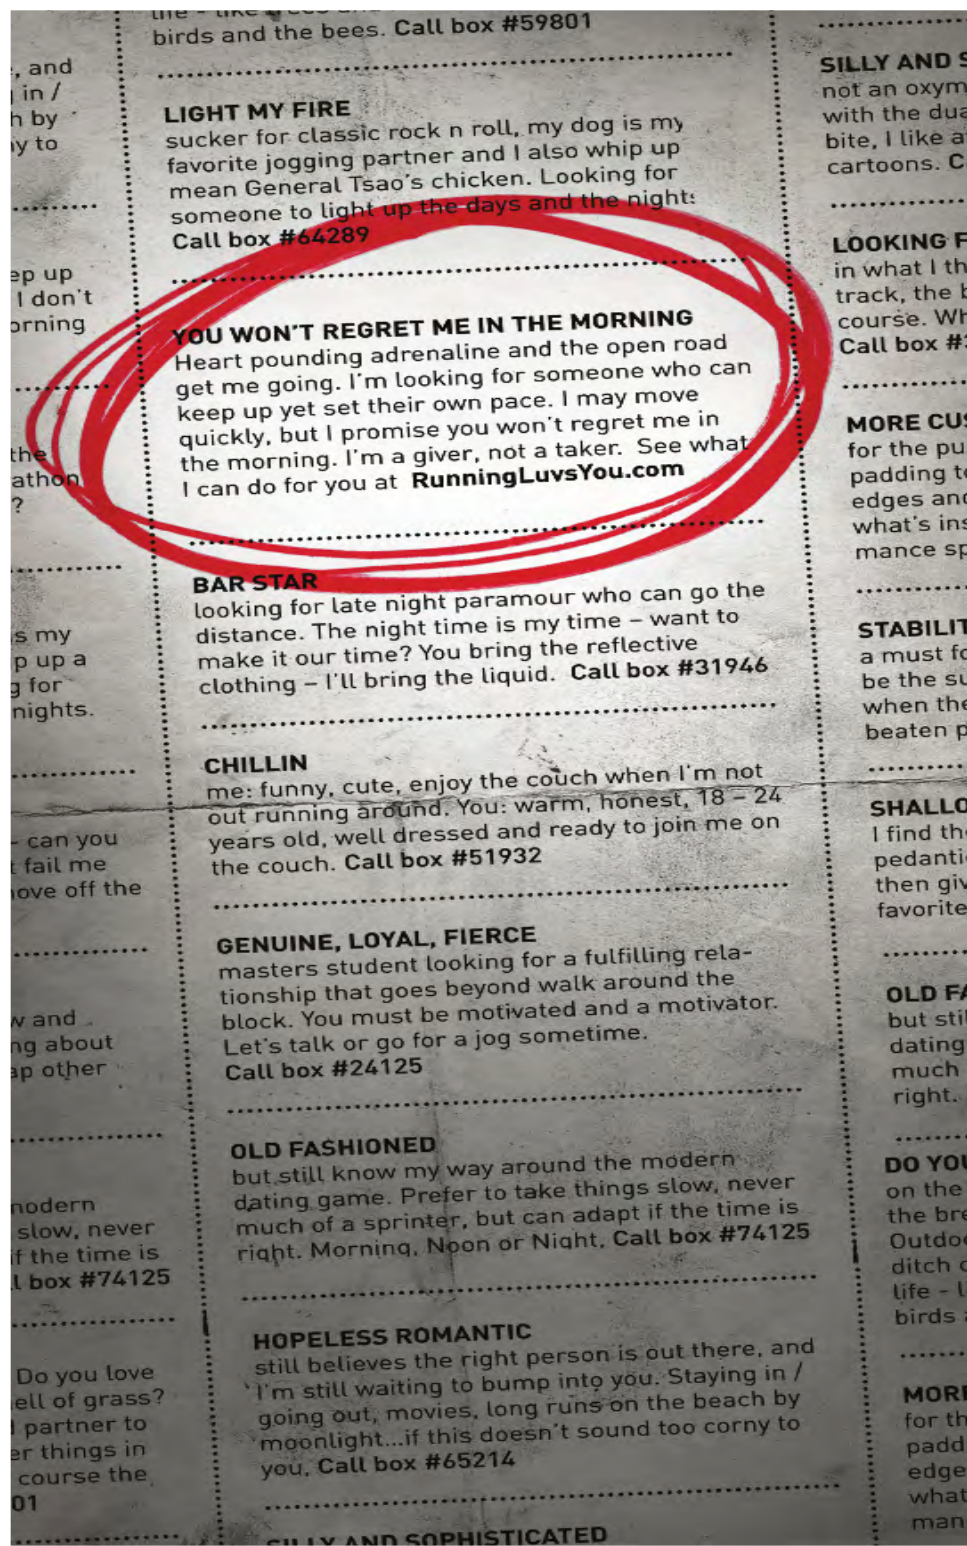 , and
in /
h by
y to
ep up
I don't
orning
the
athon
?
s my
p up a
g for
nights.
- can you
t fail me
ove off the
w and
ng about
ap other
modern
slow, never
if the time is
l box #74125
Do you love
ell of grass?
partner to
er things in
course the
01
birds and the bees. Call box #59801
LIGHT MY FIRE
sucker for classic rock n roll, my dog is my
favorite jogging partner and I also whip up
mean General Tsao's chicken. Looking for
someone to light up the days and the nights
Call box #64289
YOU WON'T REGRET ME IN THE MORNING
Heart pounding adrenaline and the open road
get me going. I'm looking for someone who can
keep up yet set their own pace. I may move
quickly, but I promise you won't regret me in
the morning. I'm a giver, not a taker. See what
I can do for you at RunningLuvsYou.com
BAR STAR
looking for late night paramour who can go the
distance. The night time is my time – want to
make it our time? You bring the reflective
clothing – I'll bring the liquid. Call box #31946
CHILLIN
me: funny, cute, enjoy the couch when I'm not
out running around. You: warm, honest, 18 – 24
years old, well dressed and ready to join me on
the couch. Call box #51932
GENUINE, LOYAL, FIERCE
masters student looking for a fulfilling rela-
tionship that goes beyond walk around the
block. You must be motivated and a motivator.
Let's talk or go for a jog sometime.
Call box #24125
OLD FASHIONED
but still know my way around the modern
dating game. Prefer to take things slow, never
much of a sprinter, but can adapt if the time is
right. Morning, Noon or Night, Call box #74125
HOPELESS ROMANTIC
still believes the right person is out there, and
I'm still waiting to bump into you. Staying in /
going out, movies, long runs on the beach by
moonlight...if this doesn't sound too corny to
you, Call box #65214
SILLY AND SOPHISTICATED
SILLY AND S
not an oxym
with the dua
bite, I like a
cartoons. C
LOOKING F
in what I th
track, the b
course. Wh
Call box #
MORE CUS
for the pu
padding to
edges and
what's ins
mance sp
STABILIT
a must fo
be the su
when the
beaten p
SHALLO
I find the
pedanti
then giv
favorite
OLD FA
but stil
dating
much
right.
DO YOU
on the
the bre
Outdoo
ditch o
life - l
birds a
MORE
for th
padd
edge
what
man